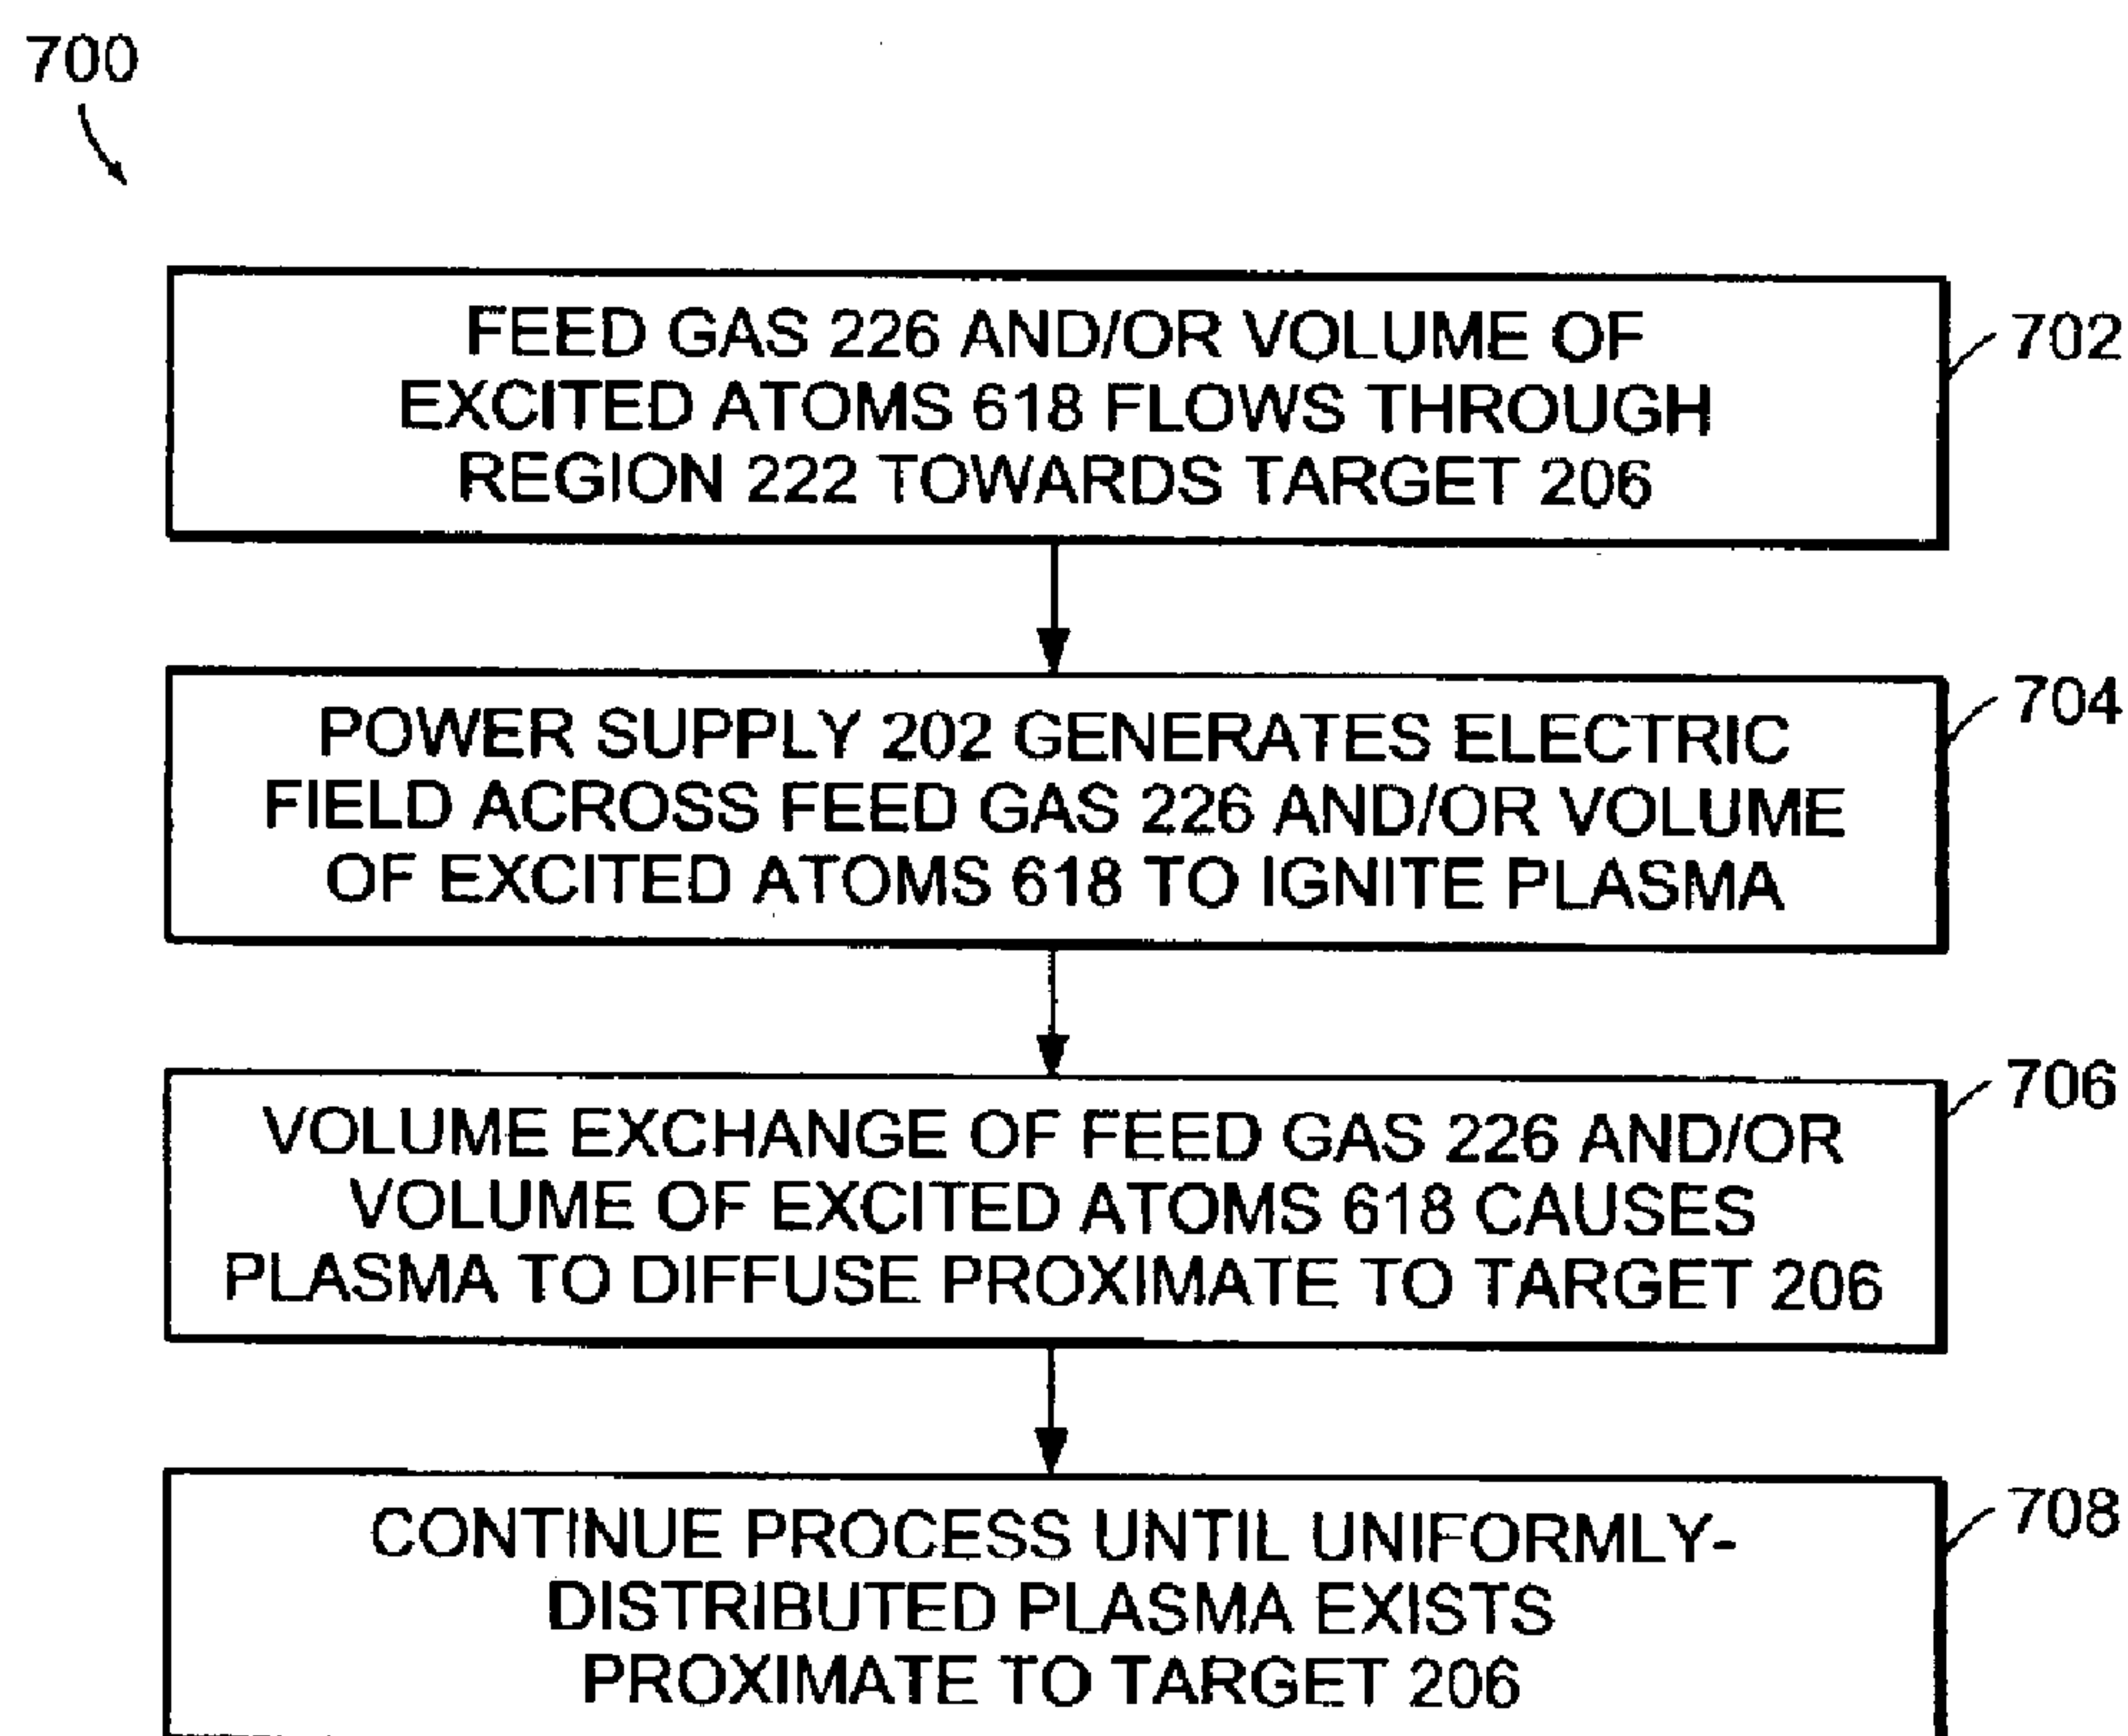 700
FEED GAS 226 AND/OR VOLUME OF
EXCITED ATOMS 618 FLOWS THROUGH
REGION 222 TOWARDS TARGET 206
702
POWER SUPPLY 202 GENERATES ELECTRIC
FIELD ACROSS FEED GAS 226 AND/OR VOLUME
OF EXCITED ATOMS 618 TO IGNITE PLASMA
704
VOLUME EXCHANGE OF FEED GAS 226 AND/OR
VOLUME OF EXCITED ATOMS 618 CAUSES
PLASMA TO DIFFUSE PROXIMATE TO TARGET 206
706
CONTINUE PROCESS UNTIL UNIFORMLY-
DISTRIBUTED PLASMA EXISTS
PROXIMATE TO TARGET 206
708